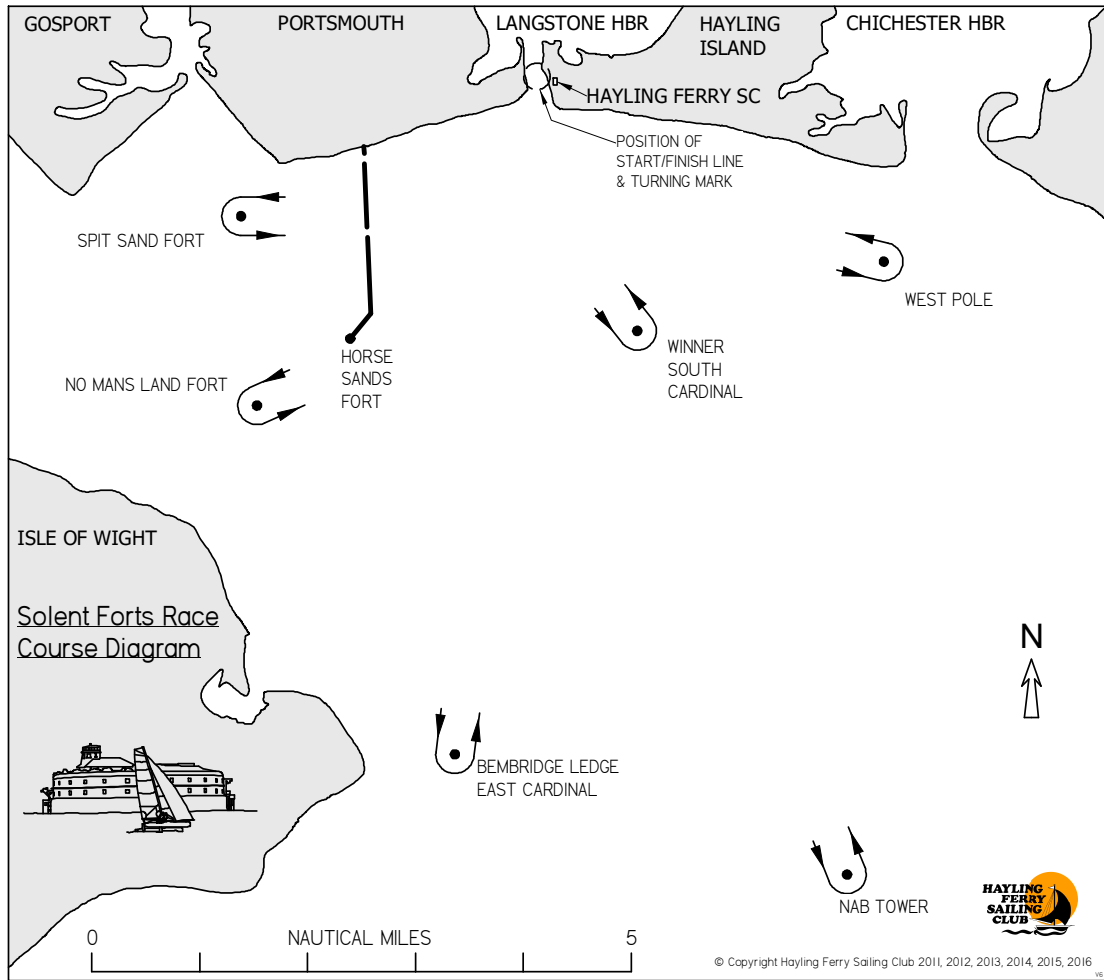 GOSPORT
PORTSMOUTH
LANGSTONE HBR
HAYLING
ISLAND
CHICHESTER HBR
HAYLING FERRY SC
POSITION OF
START/FINISH LINE
& TURNING MARK
SPIT SAND FORT
WEST POLE
HORSE
SANDS
FORT
WINNER
SOUTH
CARDINAL
NO MANS LAND FORT
ISLE OF WIGHT
Solent Forts Race
Course Diagram
N
BEMBRIDGE LEDGE
EAST CARDINAL
NAB TOWER
HAYLING
FERRY
SAILING
CLUB
0
NAUTICAL MILES
5
© Copyright Hayling Ferry Sailing Club 2011, 2012, 2013, 2014, 2015, 2016
V6